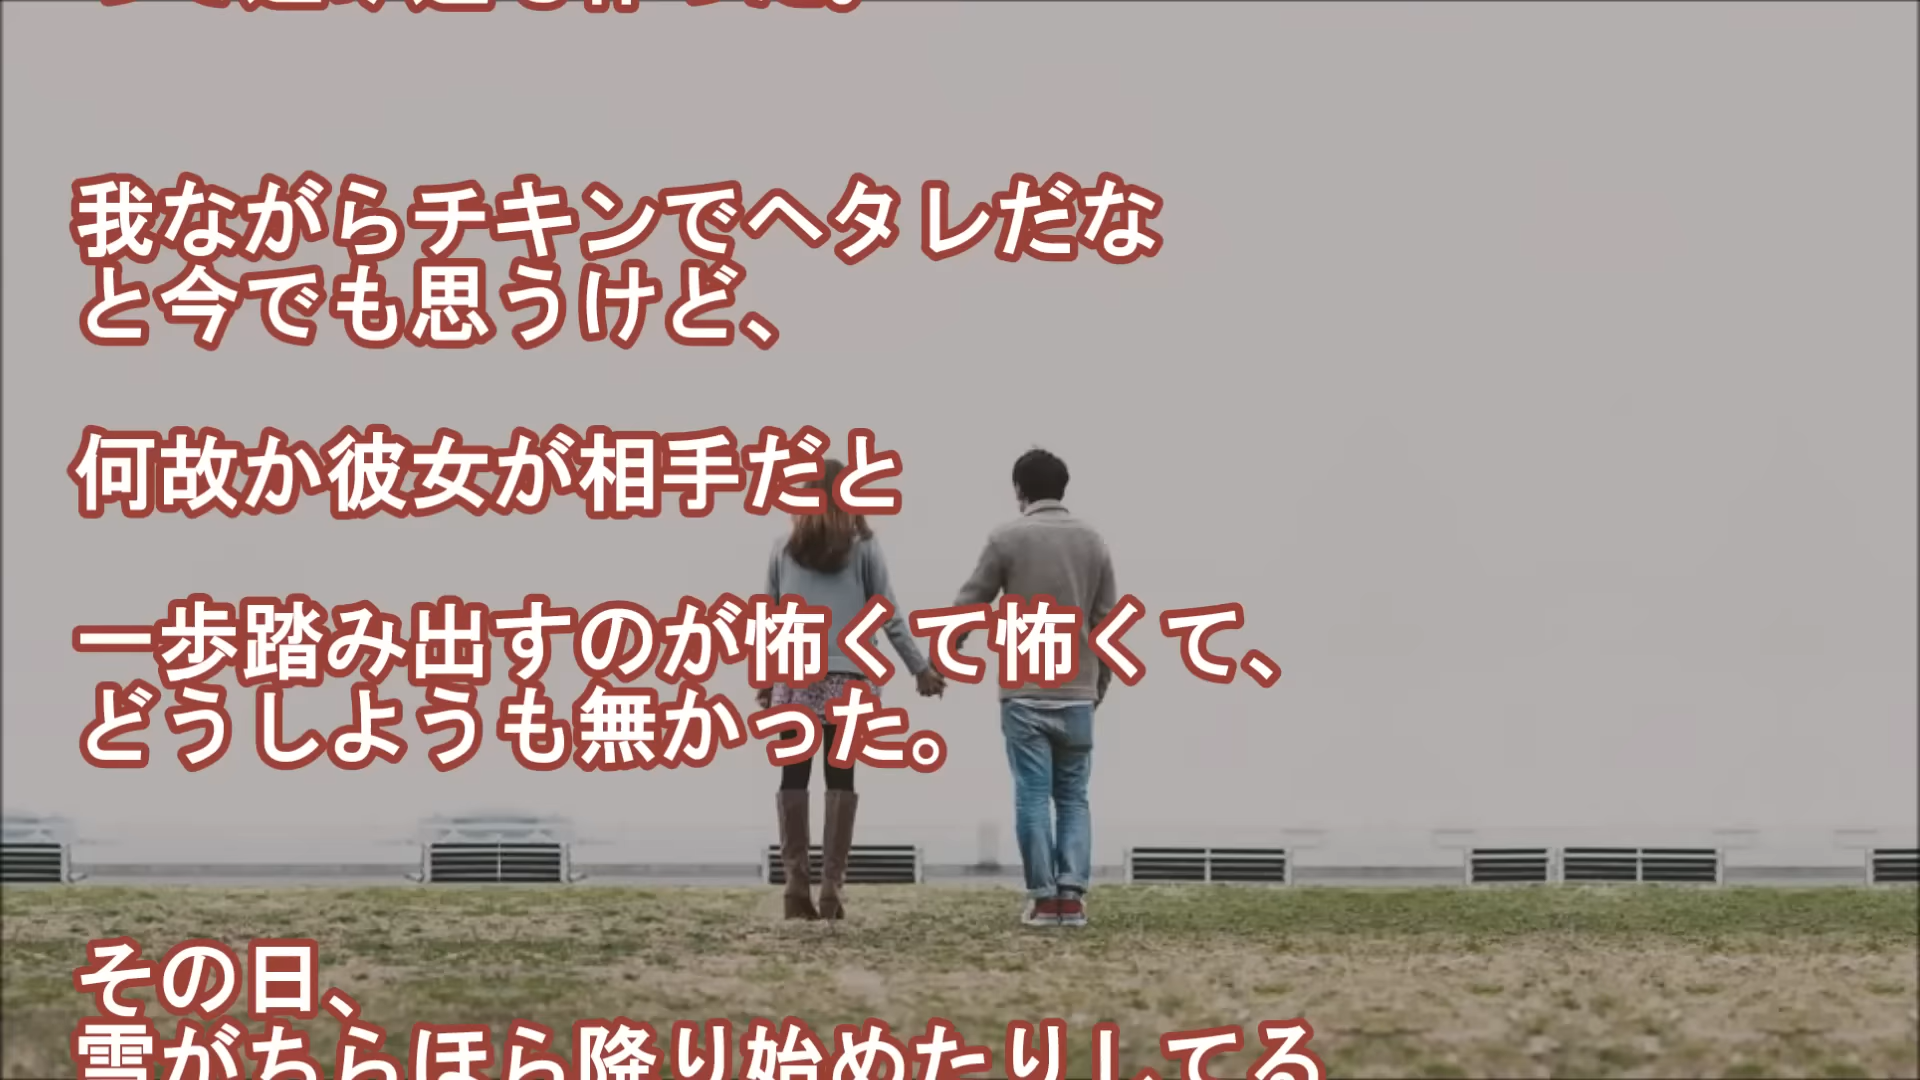 我ながらチキンでヘタレだな
と今でも思うけど、
何故か彼女が相手だと
一歩踏み出すのが怖くて怖くて、
どうしようも無かった。
その日、
雪がちらほら降り始めたりしてる